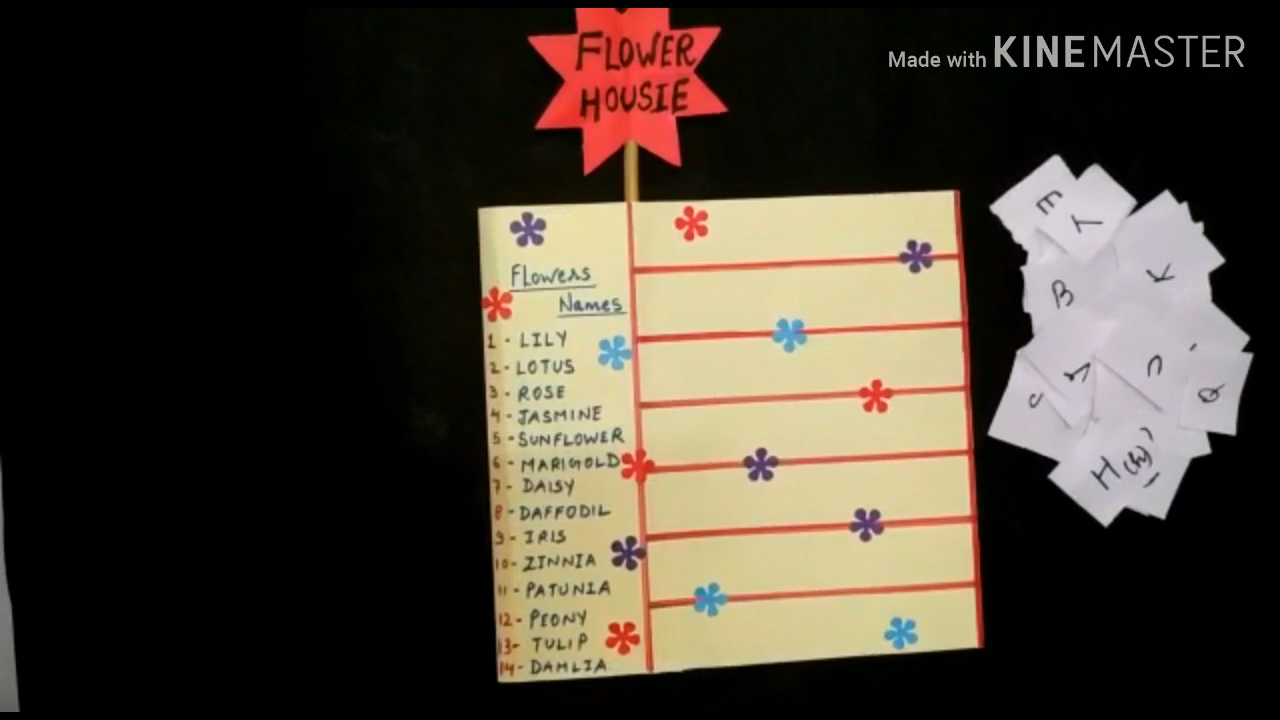 FLOWER
HOUSIE
Made with KINEMASTER
Flowers
Names
1 - LILY
2 - LOTUS
3 - ROSE
4 - JASMINE
5 - SUNFLOWER
6 - MARIGOLD
7 - DAISY
8 - DAFFODIL
9 - IRIS
10 - ZINNIA
11 - PATUNIA
12 - PEONY
13 - TULIP
14 - DAHLIA
E
B
K
Q
H (hy)